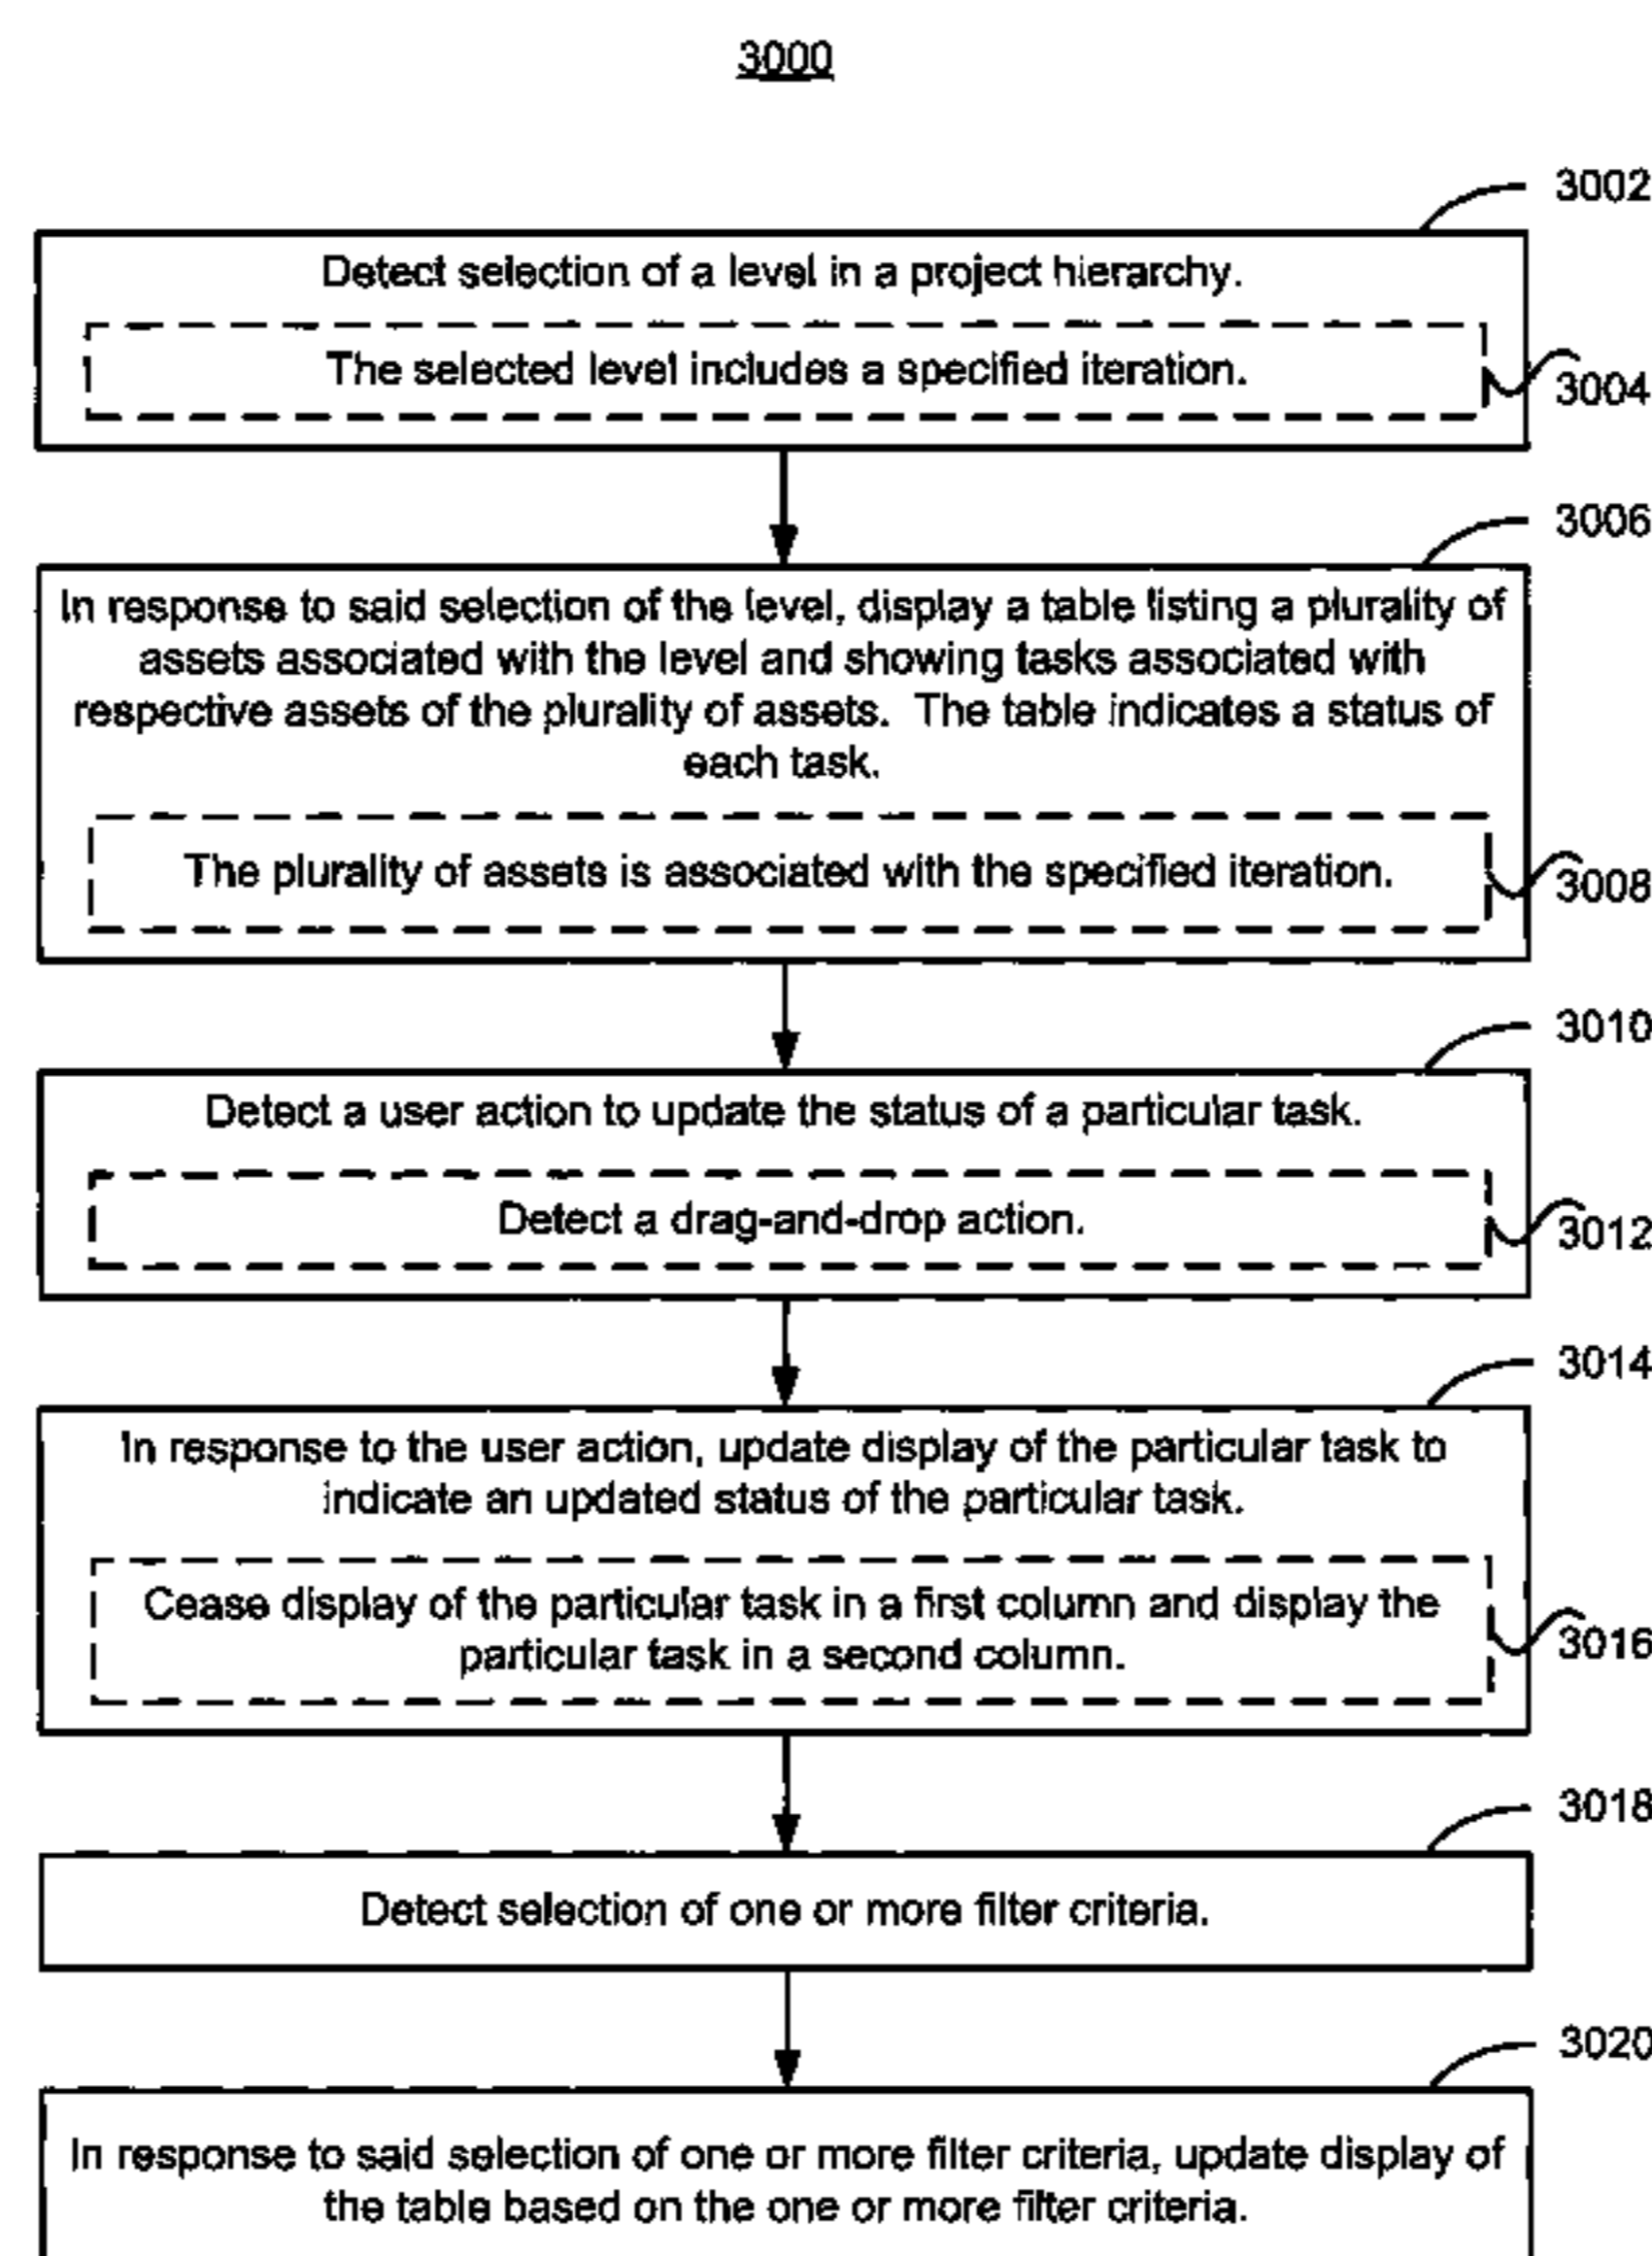 3000
3002
Detect selection of a level in a project hierarchy.
The selected level includes a specified iteration.
3004
3006
In response to said selection of the level, display a table listing a plurality of
assets associated with the level and showing tasks associated with
respective assets of the plurality of assets. The table indicates a status of
each task.
The plurality of assets is associated with the specified iteration.
3008
3010
Detect a user action to update the status of a particular task.
Detect a drag-and-drop action.
3012
3014
In response to the user action, update display of the particular task to
indicate an updated status of the particular task.
Cease display of the particular task in a first column and display the
particular task in a second column.
3016
3018
Detect selection of one or more filter criteria.
3020
In response to said selection of one or more filter criteria, update display of
the table based on the one or more filter criteria.